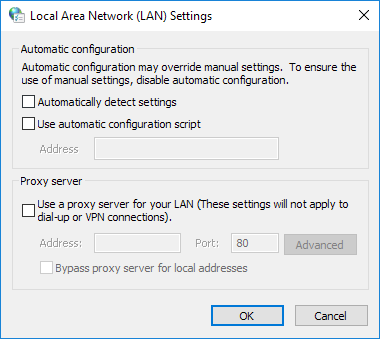 Local Area Network (LAN) Settings
Automatic configuration
Automatic configuration may override manual settings. To ensure the
use of manual settings, disable automatic configuration.
Automatically detect settings
Use automatic configuration script
Address
Proxy server
Use a proxy server for your LAN (These settings will not apply to
dial-up or VPN connections).
Address: Port: 80 Advanced
Bypass proxy server for local addresses
OK Cancel